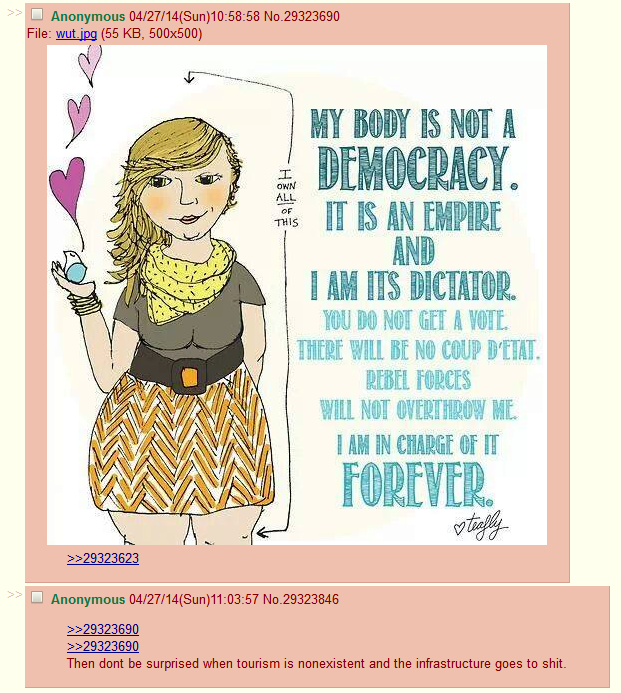 >> Anonymous 04/27/14(Sun)10:58:58 No.29323690
File: wut.jpg (55 KB, 500x500)
I
OWN
ALL
OF
THIS
MY BODY IS NOT A
DEMOCRACY.
IT IS AN EMPIRE
AND
I AM ITS DICTATOR.
YOU DO NOT GET A VOTE.
THERE WILL BE NO COUP D'ETAT.
REBEL FORCES
WILL NOT OVERTHROW ME.
I AM IN CHARGE OF IT
FOREVER.
teafly
>>29323623
>> Anonymous 04/27/14(Sun)11:03:57 No.29323846
>>29323690
>>29323690
Then dont be surprised when tourism is nonexistent and the infrastructure goes to shit.